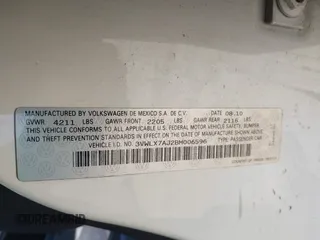 MANUFACTURED BY VOLKSWAGEN DE MEXICO S.A. DE C.V. DATE 08.10
GVWR 4211 LBS GAWR FRONT 2205 LBS GAWR REAR 2116 LBS
THIS VEHICLE CONFORMS TO ALL APPLICABLE U.S. FEDERAL MOTOR VEHICLE SAFETY, BUMPER,
AND THEFT PREVENTION STANDARDS IN EFFECT ON THE DATE OF MANUFACTURE SHOWN ABOVE
VEHICLE I.D. NO.: 3VWLX7AJ2BM006596 TYPE: PASSENGER CAR